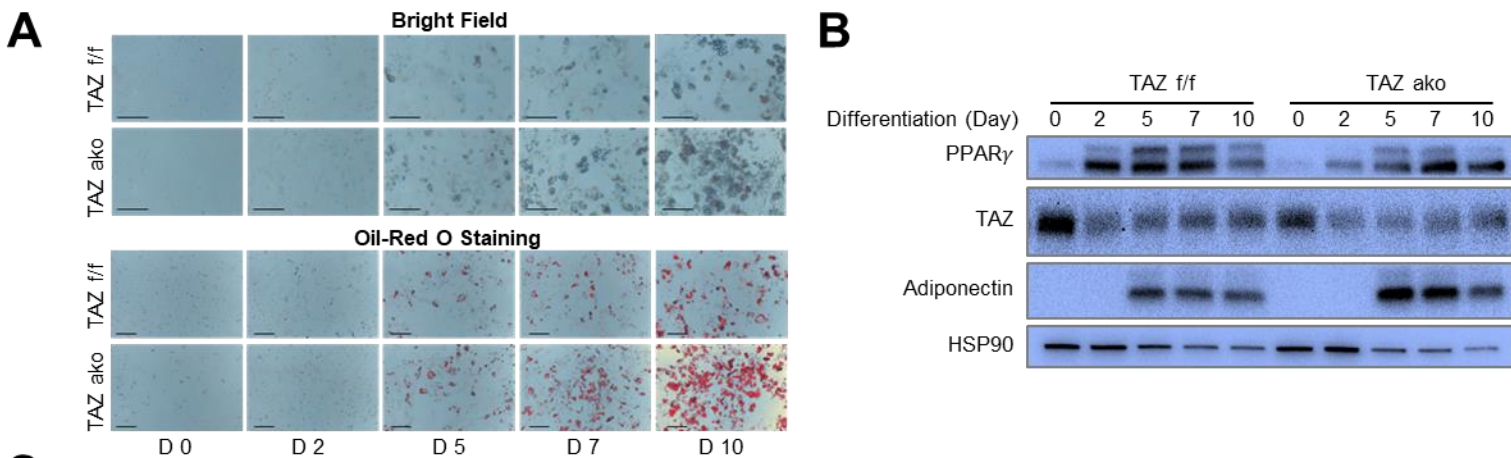 A
Bright Field
TAZ f/f
TAZ ako
Oil-Red O Staining
TAZ f/f
TAZ ako
D 0 D 2 D 5 D 7 D 10
B
TAZ f/f TAZ ako
Differentiation (Day) 0 2 5 7 10 0 2 5 7 10
PPARγ
TAZ
Adiponectin
HSP90